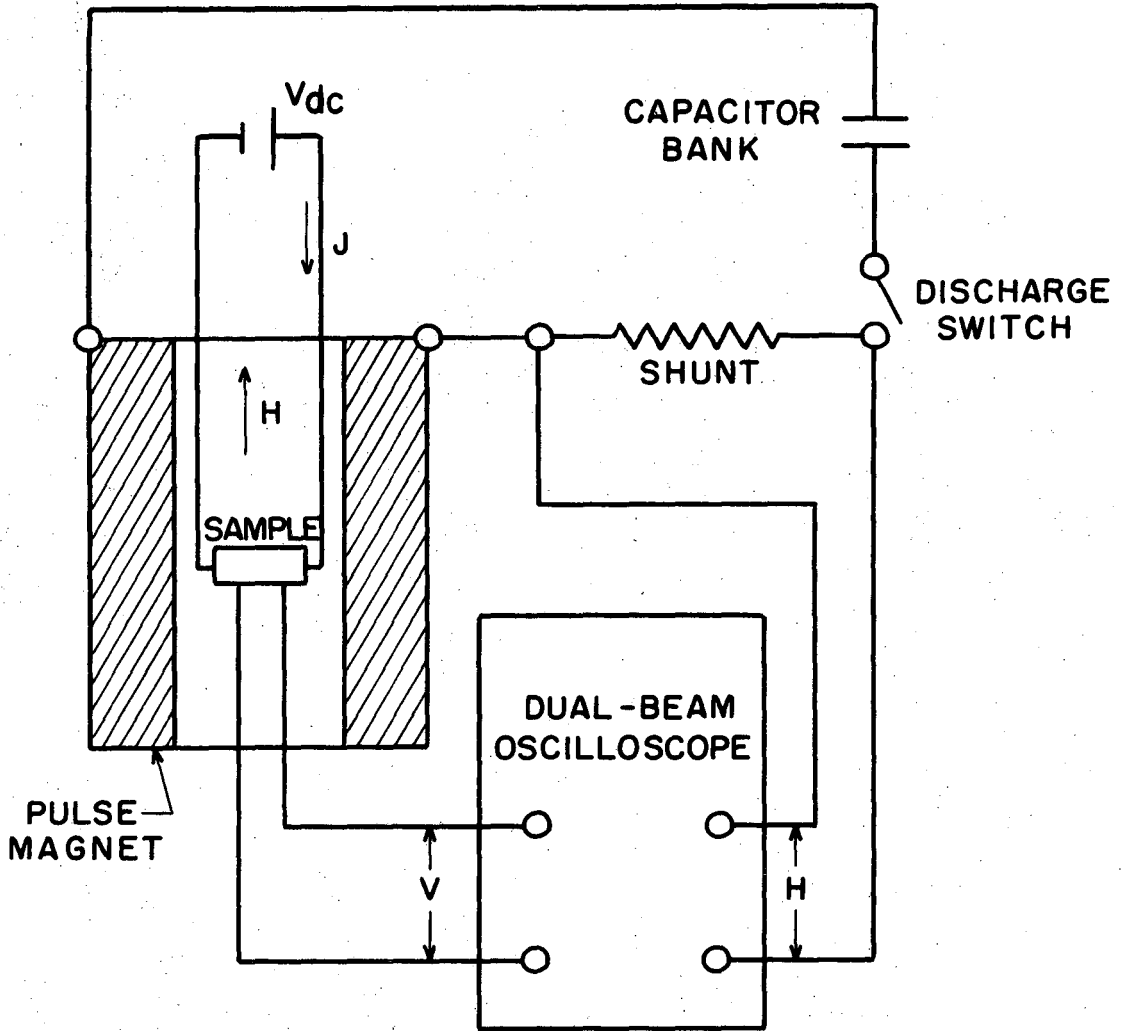 Vdc
CAPACITOR
BANK
J
DISCHARGE
SWITCH
SHUNT
H
SAMPLE
DUAL-BEAM
OSCILLOSCOPE
PULSE
MAGNET
V
H